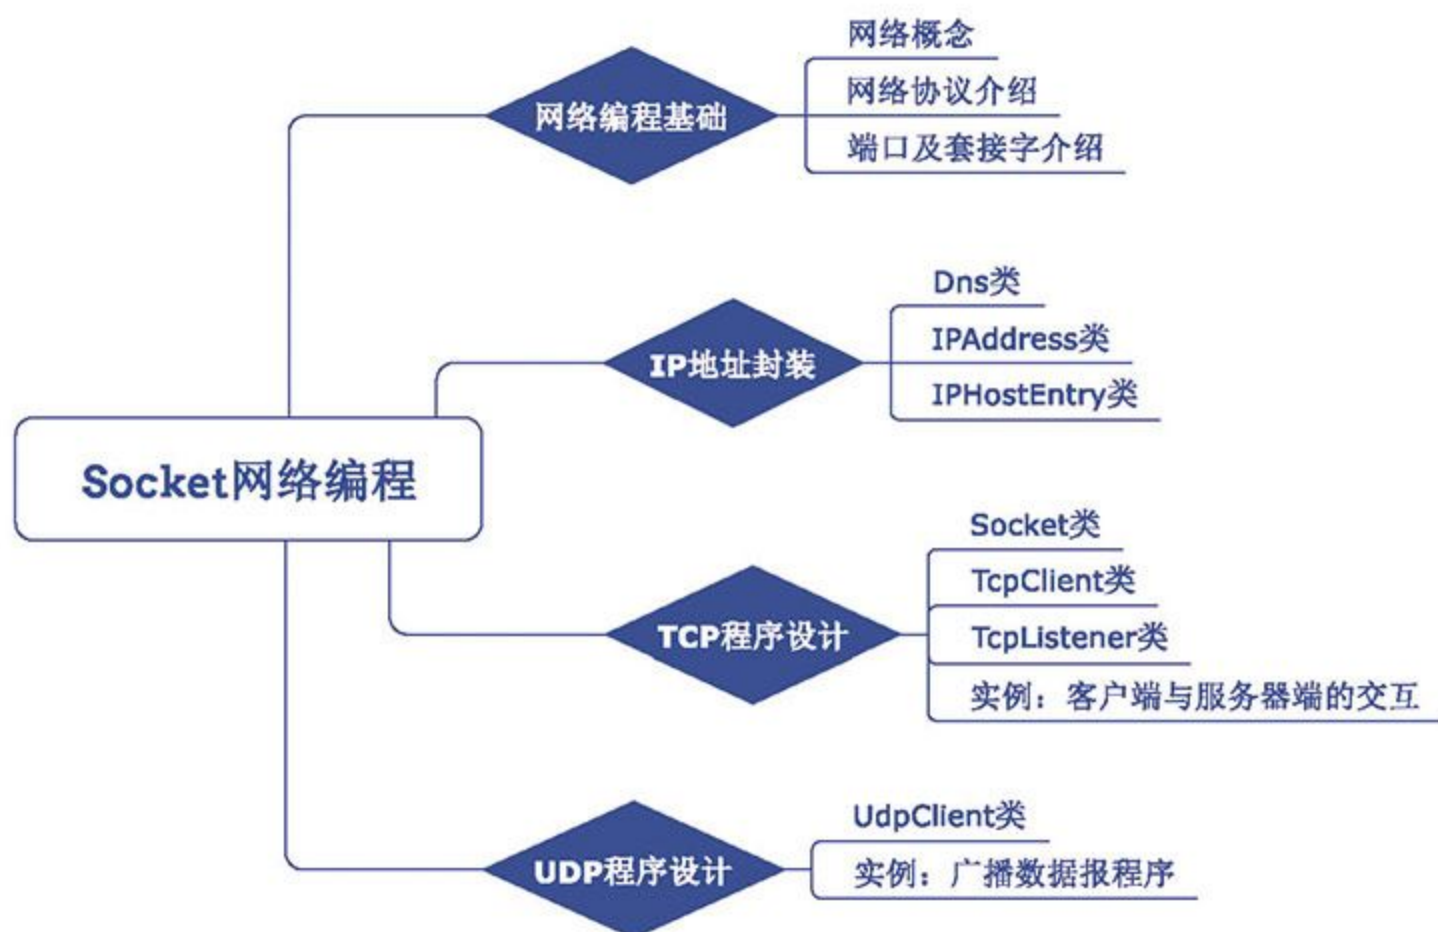 网络概念
网络协议介绍
端口及套接字介绍
网络编程基础
Dns类
IPAddress类
IPHostEntry类
IP地址封装
Socket网络编程
Socket类
TcpClient类
TcpListener类
实例：客户端与服务器端的交互
TCP程序设计
UdpClient类
实例：广播数据报程序
UDP程序设计